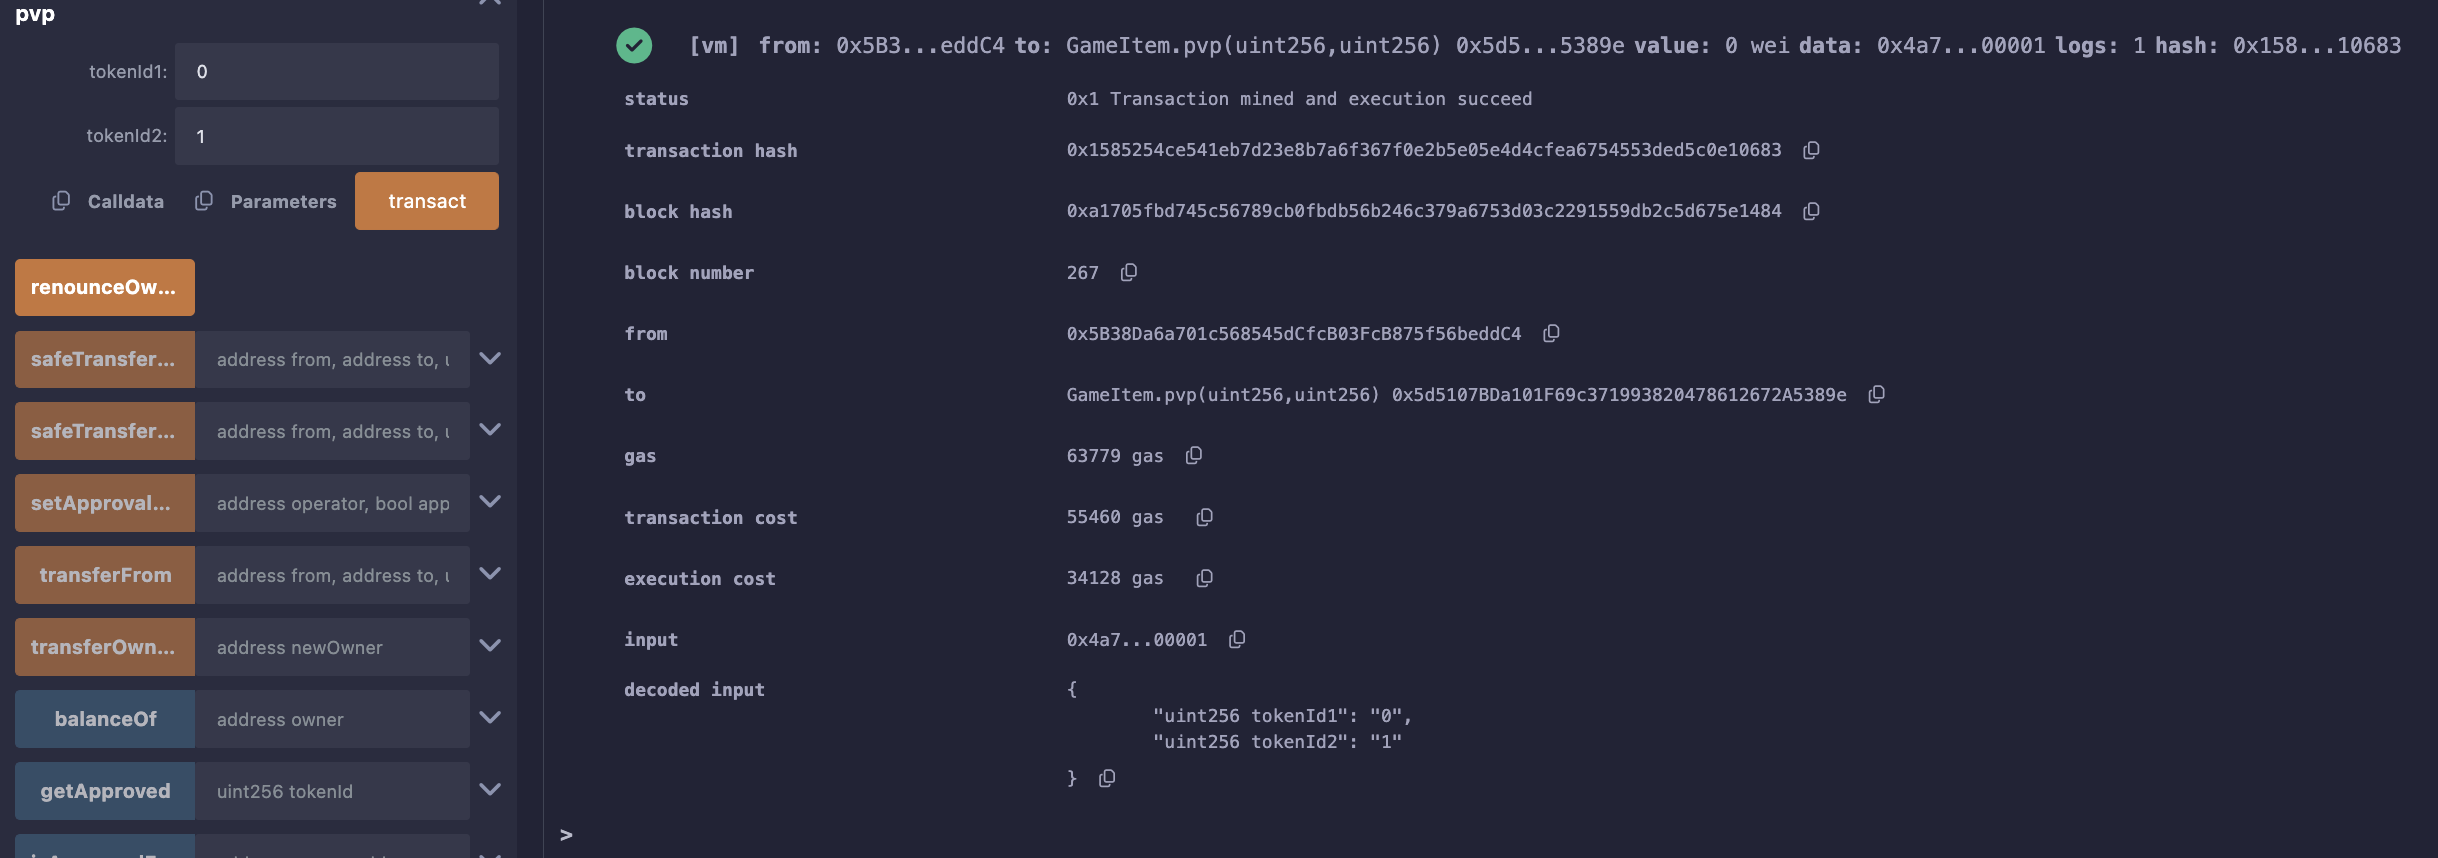 pvp
tokenId1: 0
tokenId2: 1
Calldata Parameters transact
renounceOw...
safeTransfer... address from, address to, u
safeTransfer... address from, address to, u
setApproval... address operator, bool app
transferFrom address from, address to, u
transferOwn... address newOwner
balanceOf address owner
getApproved uint256 tokenId
[vm] from: 0x5B3...eddC4 to: GameItem.pvp(uint256,uint256) 0x5d5...5389e value: 0 wei data: 0x4a7...00001 logs: 1 hash: 0x158...10683
status 0x1 Transaction mined and execution succeed
transaction hash 0x1585254ce541eb7d23e8b7a6f367f0e2b5e05e4d4cfea6754553ded5c0e10683
block hash 0xa1705fbd745c56789cb0fbdb56b246c379a6753d03c2291559db2c5d675e1484
block number 267
from 0x5B38Da6a701c568545dCfcB03FcB875f56beddC4
to GameItem.pvp(uint256,uint256) 0x5d5107BDa101F69c371993820478612672A5389e
gas 63779 gas
transaction cost 55460 gas
execution cost 34128 gas
input 0x4a7...00001
decoded input {
"uint256 tokenId1": "0",
"uint256 tokenId2": "1"
}
>